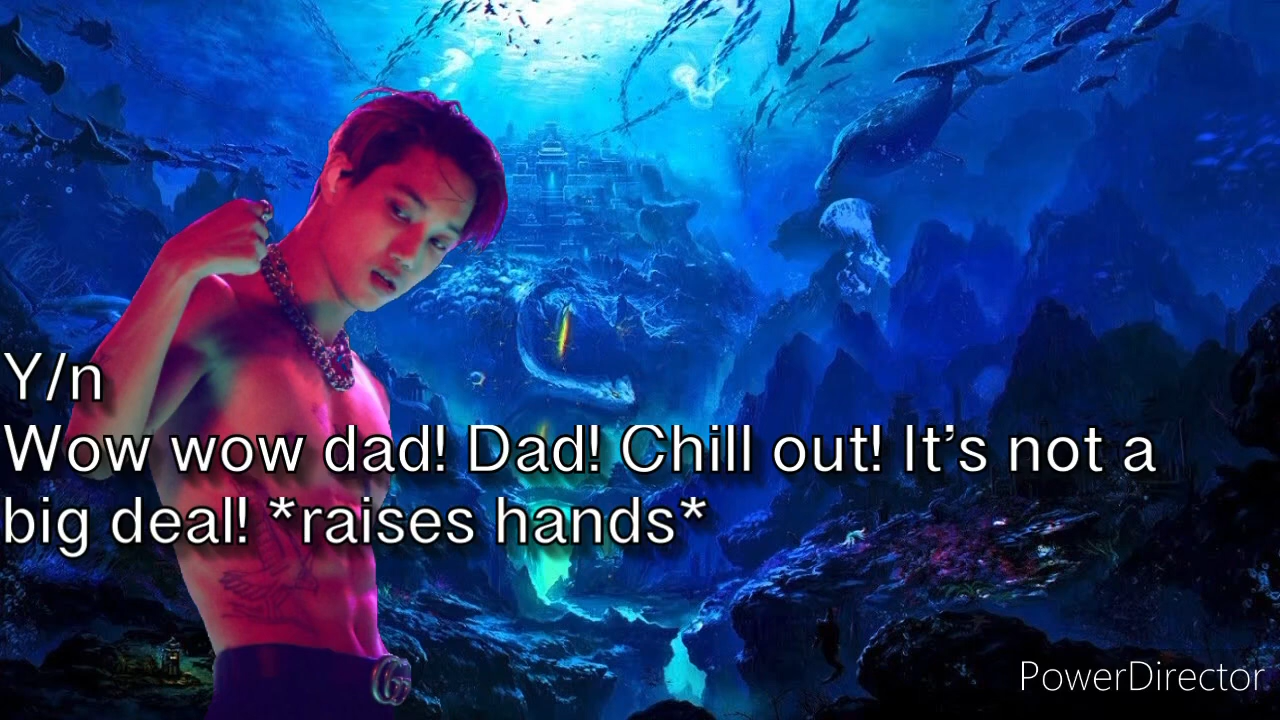 Y/n
Wow wow dad! Dad! Chill out! It’s not a
big deal! *raises hands*
PowerDirector